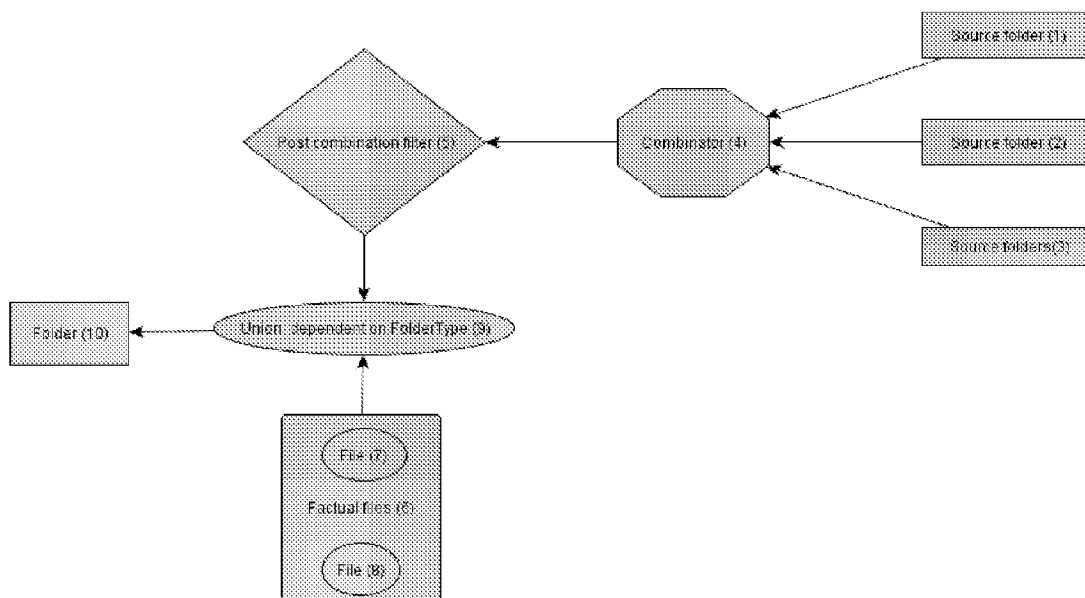 Source folder (1)
Post combination filter (5)
Combinator (4)
Source folder (2)
Source folders(3)
Folder (10)
Union: dependent on FolderType (9)
File (7)
Factual files (6)
File (8)